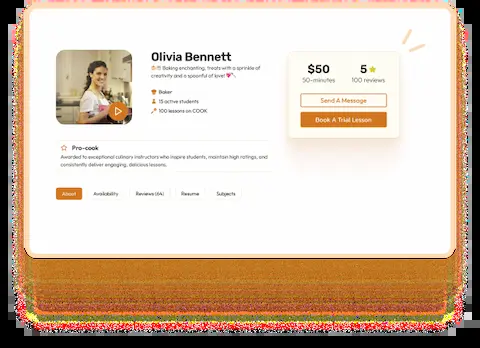 Olivia Bennett
Baking enchanting, treats with a sprinkle of
creativity and a spoonful of love!
Baker
15 active students
100 lessons on COOK
$50
50-minutes
5
100 reviews
Send A Message
Book A Trial Lesson
Pro-cook
Awarded to exceptional culinary instructors who inspire students, maintain high ratings, and
consistently deliver engaging, delicious lessons.
About
Availability
Reviews (64)
Resume
Subjects